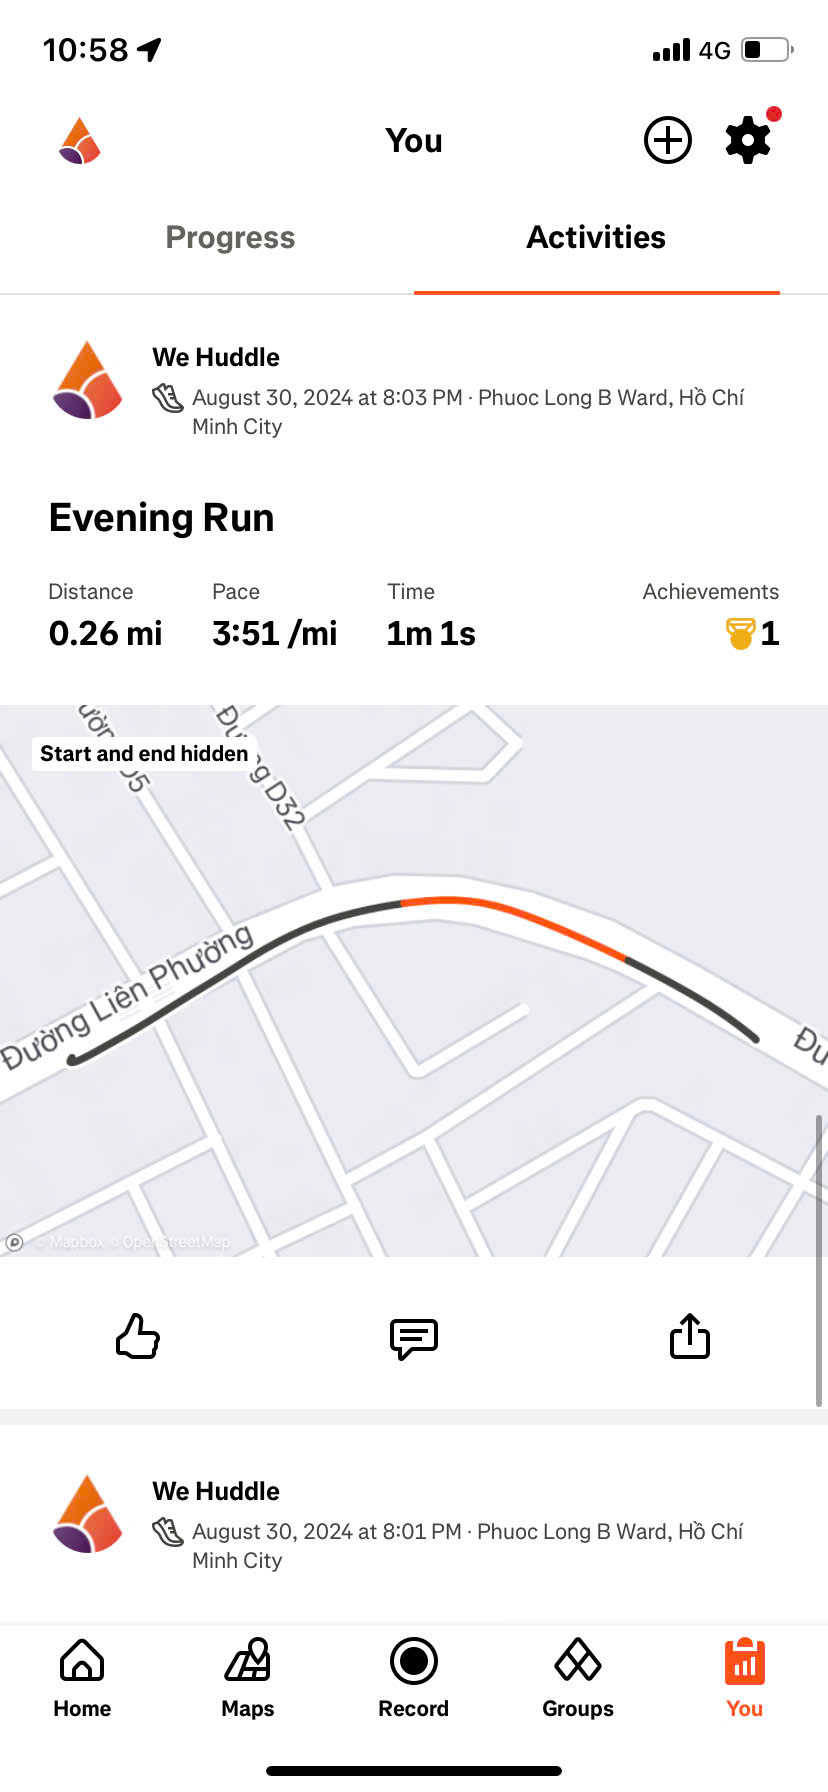 10:58
4G
You
Progress
Activities
We Huddle
August 30, 2024 at 8:03 PM · Phuoc Long B Ward, Hồ Chí
Minh City
Evening Run
Distance
Pace
Time
Achievements
0.26 mi
3:51 /mi
1m 1s
1
Start and end hidden
Đường Liên Phường
© Mapbox © OpenStreetMap
We Huddle
August 30, 2024 at 8:01 PM · Phuoc Long B Ward, Hồ Chí
Minh City
Home
Maps
Record
Groups
You